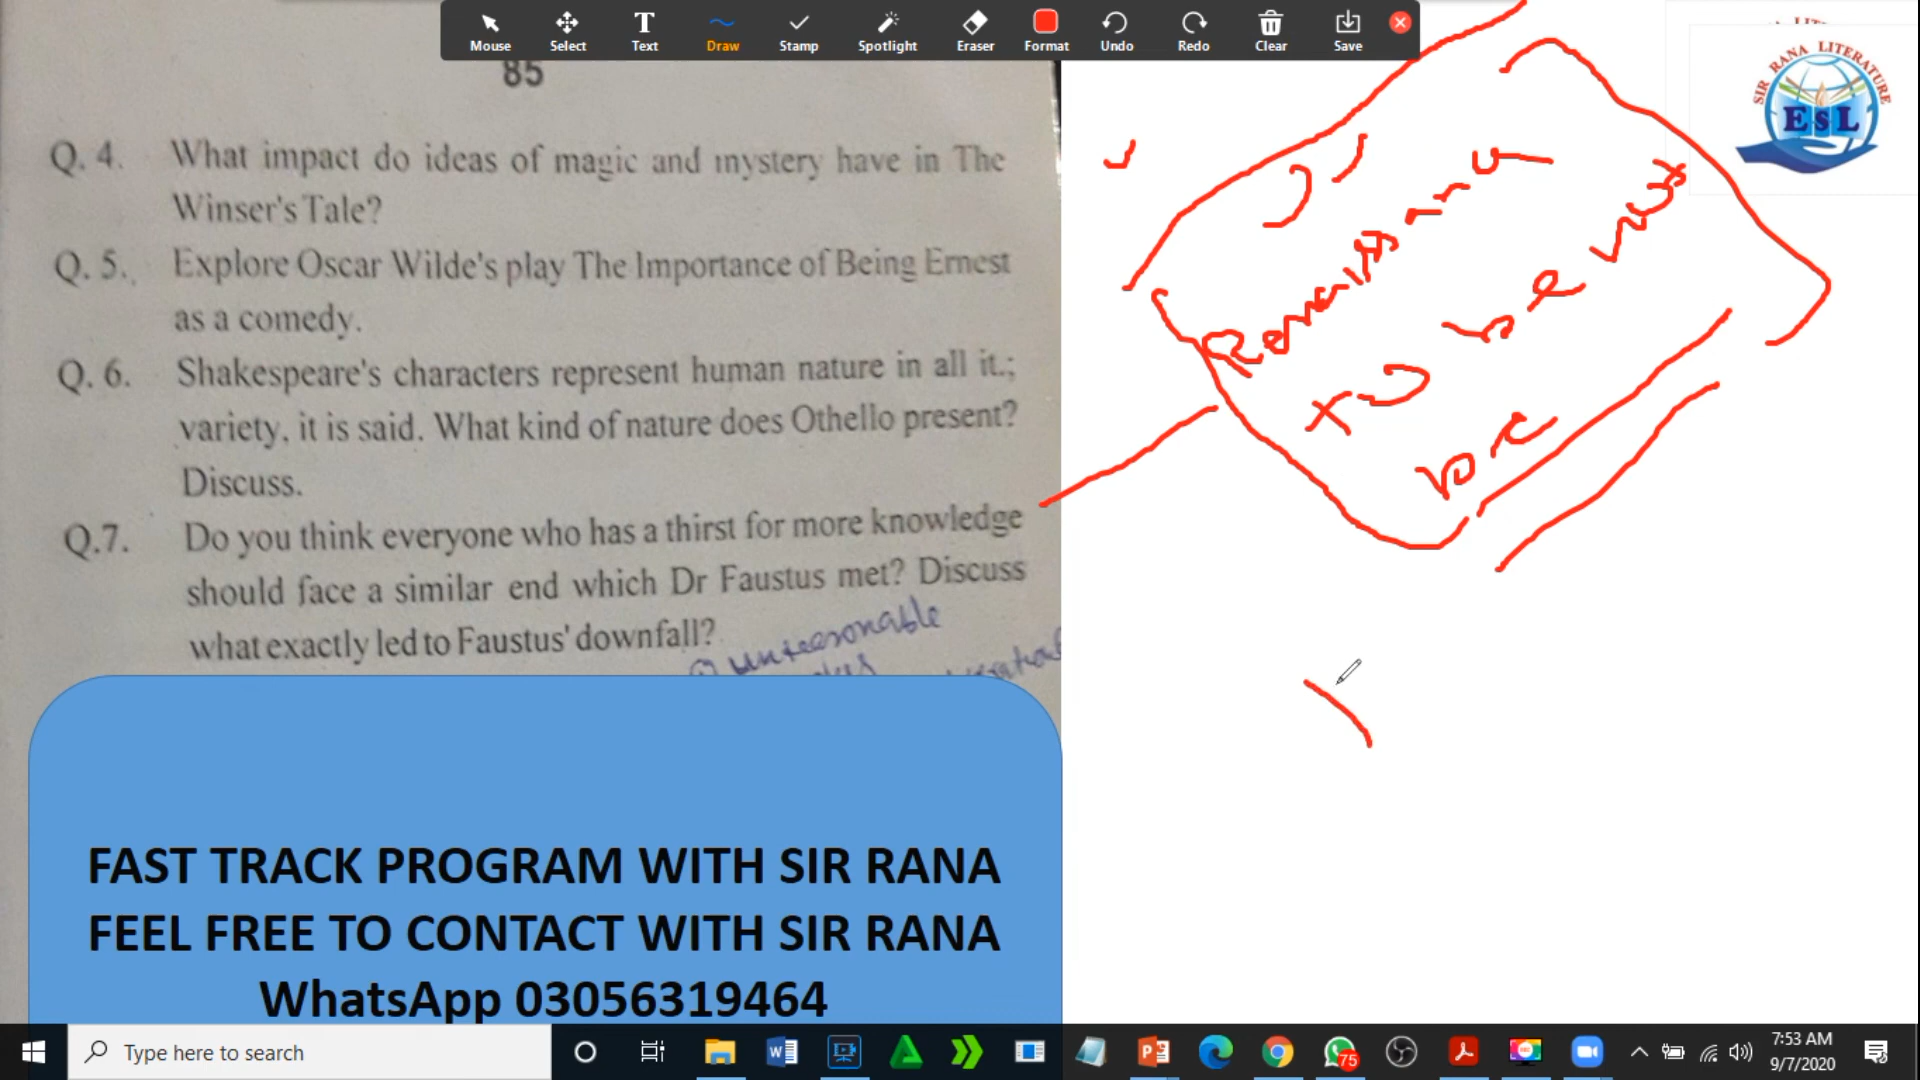 Mouse Select Text Draw Stamp Spotlight Eraser Format Undo Redo Clear Save
85
Q. 4. What impact do ideas of magic and mystery have in The
Winser's Tale?
Q. 5. Explore Oscar Wilde's play The Importance of Being Ernest
as a comedy.
Q. 6. Shakespeare's characters represent human nature in all it.;
variety, it is said. What kind of nature does Othello present?
Discuss.
Q.7. Do you think everyone who has a thirst for more knowledge
should face a similar end which Dr Faustus met? Discuss
what exactly led to Faustus' downfall?
unreasonable
SIR RANA LITERATURE
EsL
to be not
to be
FAST TRACK PROGRAM WITH SIR RANA
FEEL FREE TO CONTACT WITH SIR RANA
WhatsApp 03056319464
Type here to search
75
7:53 AM
9/7/2020